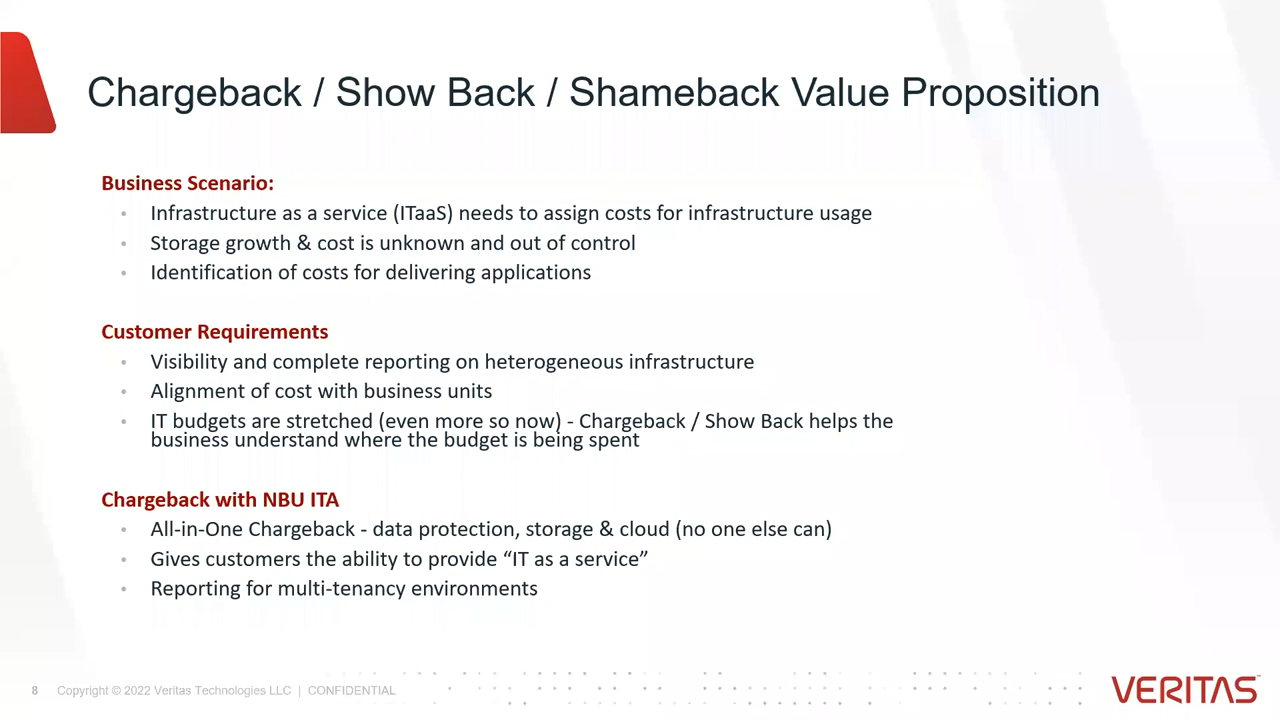 Chargeback / Show Back / Shameback Value Proposition
Business Scenario:
• Infrastructure as a service (ITaaS) needs to assign costs for infrastructure usage
• Storage growth & cost is unknown and out of control
• Identification of costs for delivering applications
Customer Requirements
• Visibility and complete reporting on heterogeneous infrastructure
• Alignment of cost with business units
• IT budgets are stretched (even more so now) - Chargeback / Show Back helps the
business understand where the budget is being spent
Chargeback with NBU ITA
• All-in-One Chargeback - data protection, storage & cloud (no one else can)
• Gives customers the ability to provide “IT as a service”
• Reporting for multi-tenancy environments
8 Copyright © 2022 Veritas Technologies LLC | CONFIDENTIAL
VERITAS